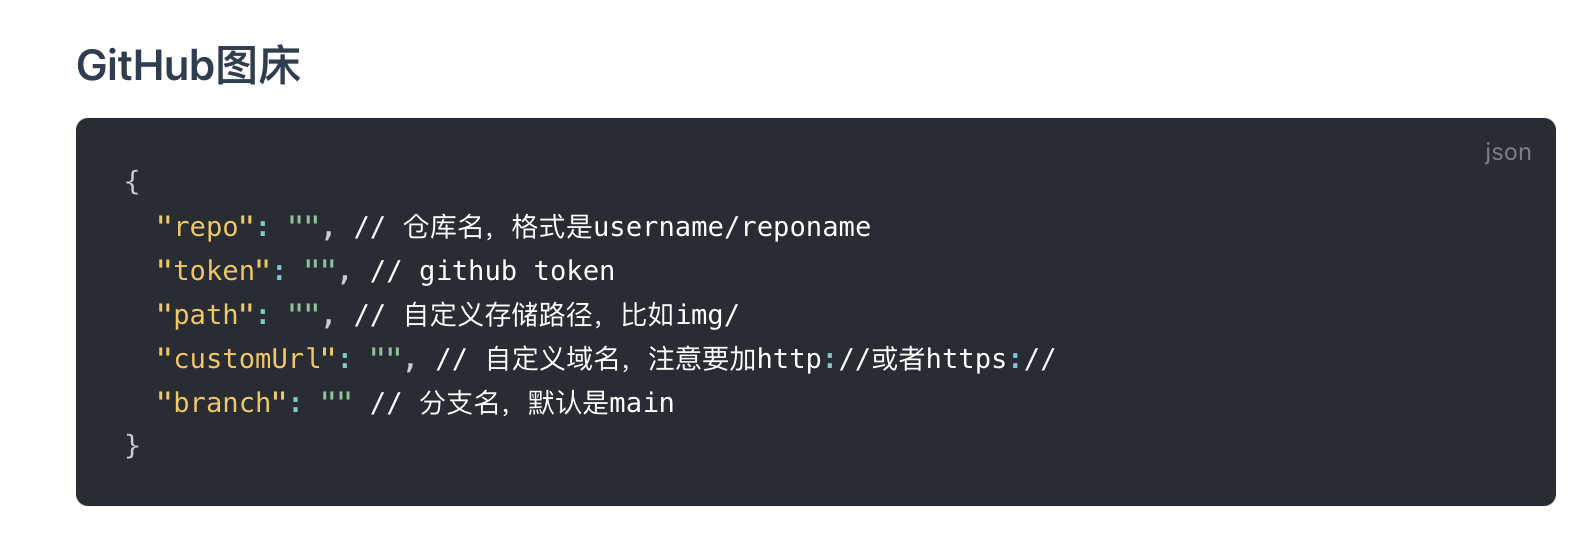 GitHub图床
json
{
  "repo": "", // 仓库名，格式是username/reponame
  "token": "", // github token
  "path": "", // 自定义存储路径，比如img/
  "customUrl": "", // 自定义域名，注意要加http://或者https://
  "branch": "" // 分支名，默认是main
}